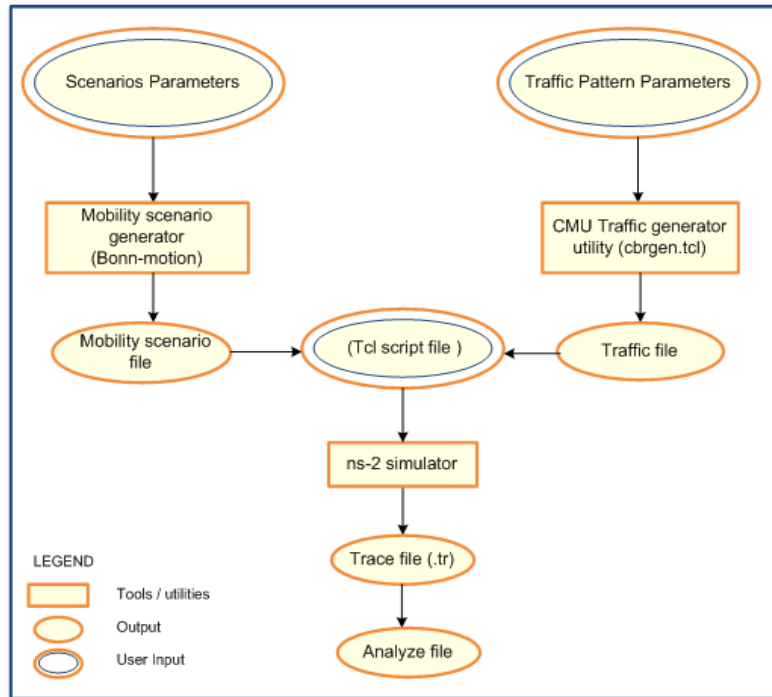 Scenarios Parameters
Traffic Pattern Parameters
Mobility scenario
generator
(Bonn-motion)
CMU Traffic generator
utility (cbrgen.tcl)
Mobility scenario
file
(Tcl script file )
Traffic file
ns-2 simulator
Trace file (.tr)
Analyze file
LEGEND
Tools / utilities
Output
User Input